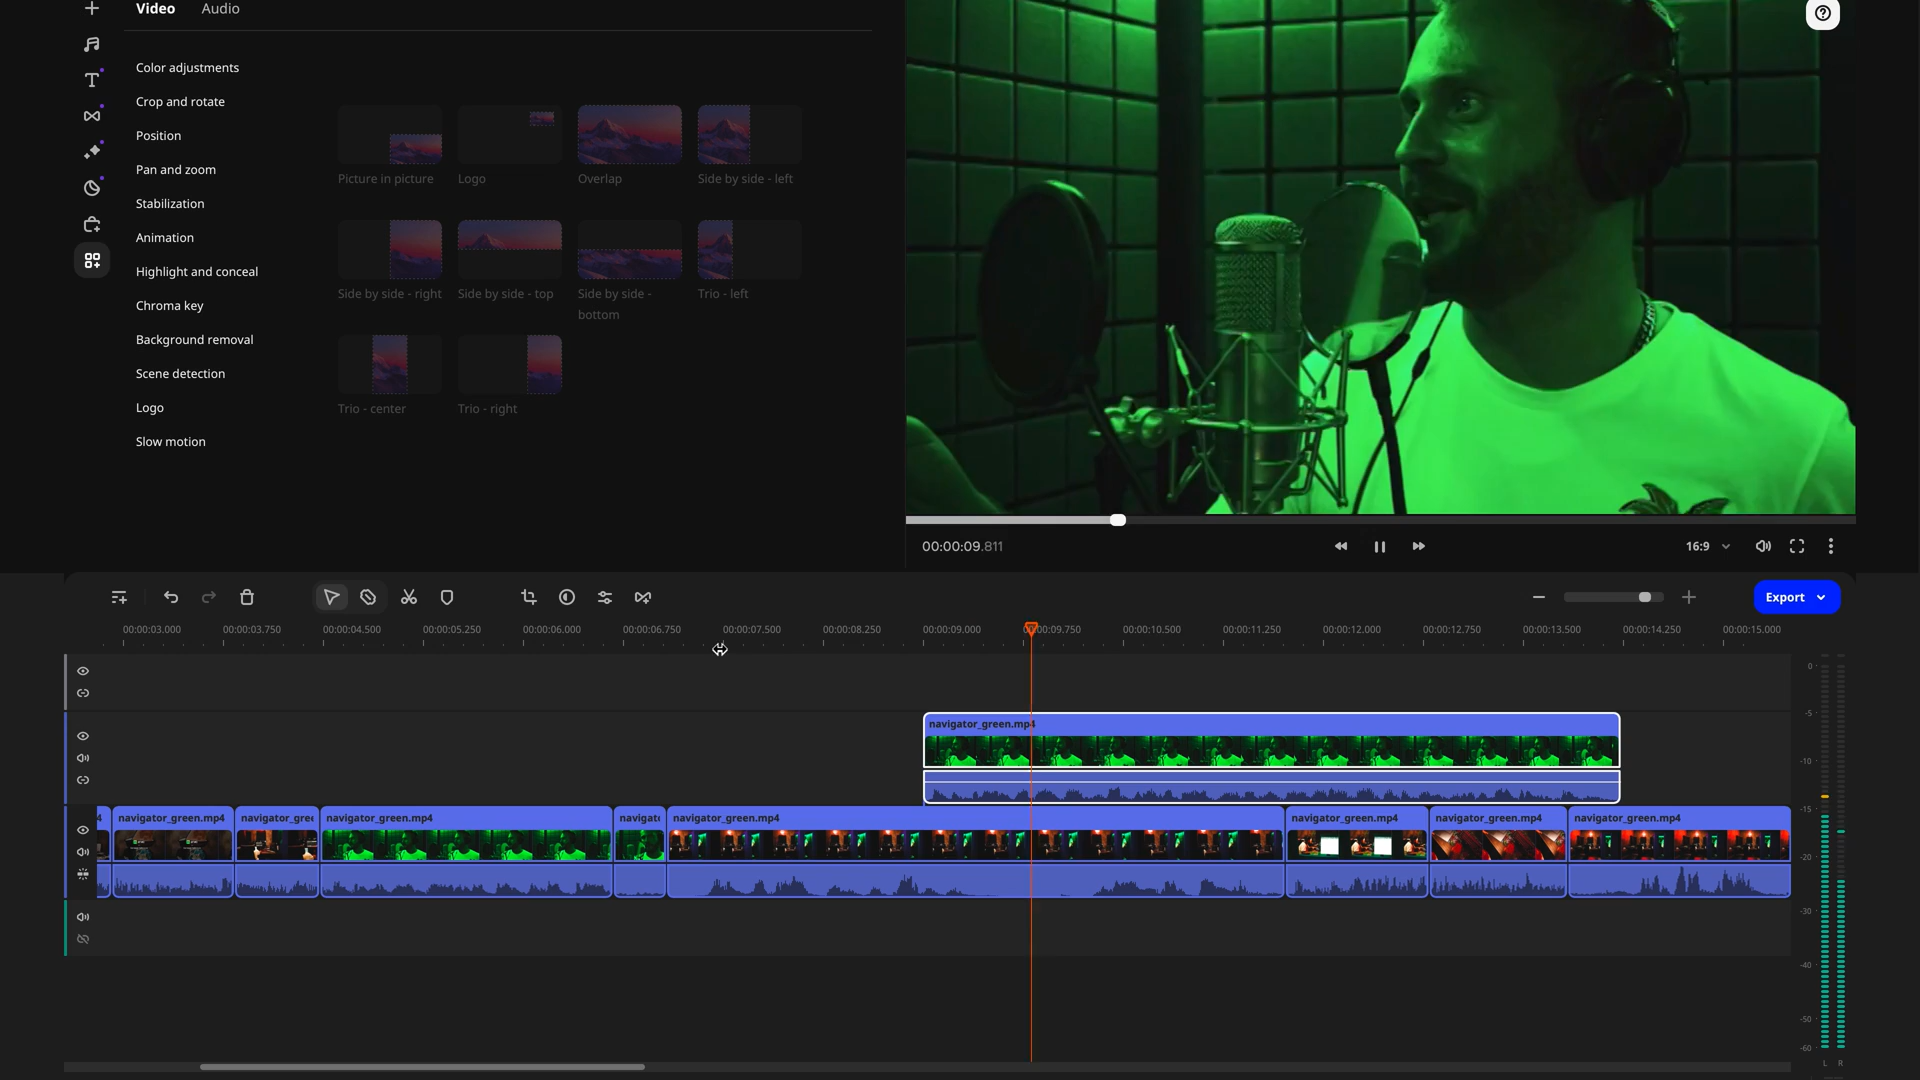 Video
Audio
Color adjustments
Crop and rotate
Position
Pan and zoom
Stabilization
Animation
Highlight and conceal
Chroma key
Background removal
Scene detection
Logo
Slow motion
Picture in picture
Logo
Overlap
Side by side - left
Side by side - right
Side by side - top
Side by side -
bottom
Trio - left
Trio - center
Trio - right
00:00:09.811
16:9
Export
00:00:03.000
00:00:03.750
00:00:04.500
00:00:05.250
00:00:06.000
00:00:06.750
00:00:07.500
00:00:08.250
00:00:09.000
00:00:09.750
00:00:10.500
00:00:11.250
00:00:12.000
00:00:12.750
00:00:13.500
00:00:14.250
00:00:15.000
navigator_green.mp4
4
navigator_green.mp4
navigator_gree
navigator_green.mp4
navigato
navigator_green.mp4
navigator_green.mp4
navigator_green.mp4
navigator_green.mp4
0
-5
-10
-15
-20
-30
-40
-50
-60
L R